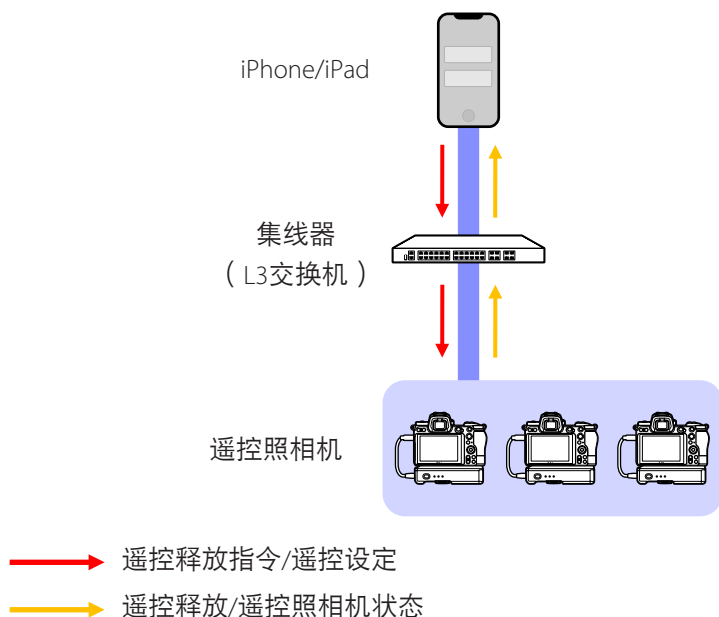 iPhone/iPad
集线器
（L3交换机）
遥控照相机
遥控释放指令/遥控设定
遥控释放/遥控照相机状态